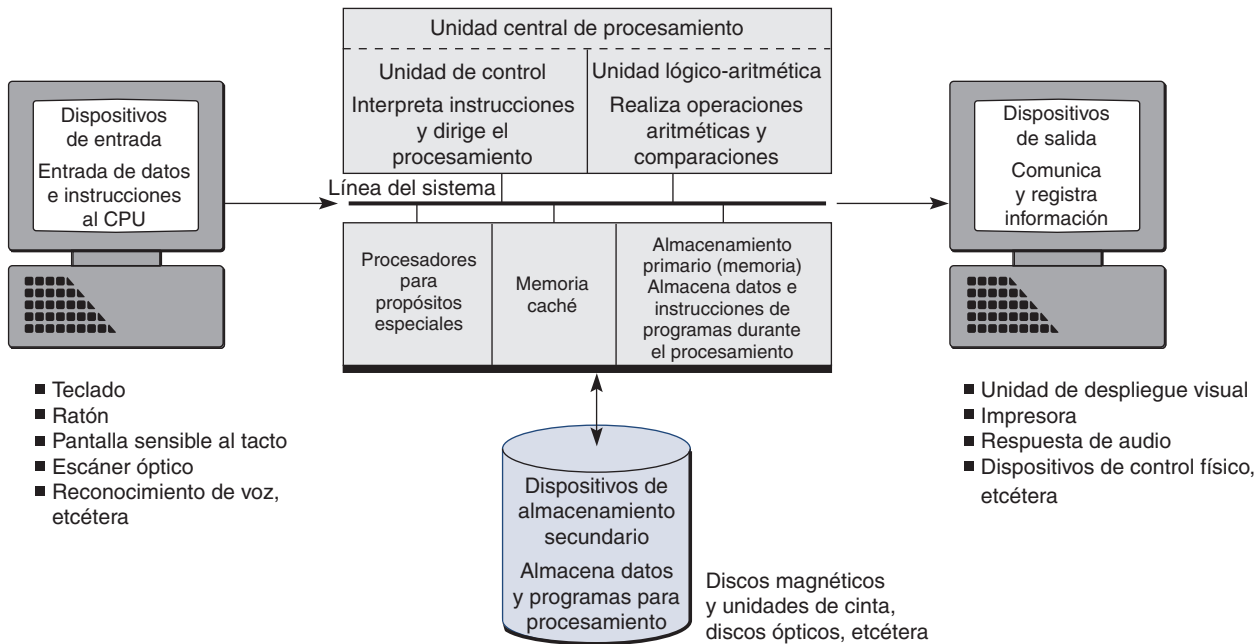 Unidad central de procesamiento
Unidad de control
Interpreta instrucciones
y dirige el
procesamiento
Unidad lógico-aritmética
Realiza operaciones
aritméticas y
comparaciones
Dispositivos
de entrada
Entrada de datos
e instrucciones
al CPU
Línea del sistema
Dispositivos
de salida
Comunica
y registra
información
Procesadores
para
propósitos
especiales
Memoria
caché
Almacenamiento
primario (memoria)
Almacena datos e
instrucciones de
programas durante
el procesamiento
■ Teclado
■ Ratón
■ Pantalla sensible al tacto
■ Escáner óptico
■ Reconocimiento de voz,
etcétera
■ Unidad de despliegue visual
■ Impresora
■ Respuesta de audio
■ Dispositivos de control físico,
etcétera
Dispositivos de
almacenamiento
secundario
Almacena datos
y programas para
procesamiento
Discos magnéticos
y unidades de cinta,
discos ópticos, etcétera